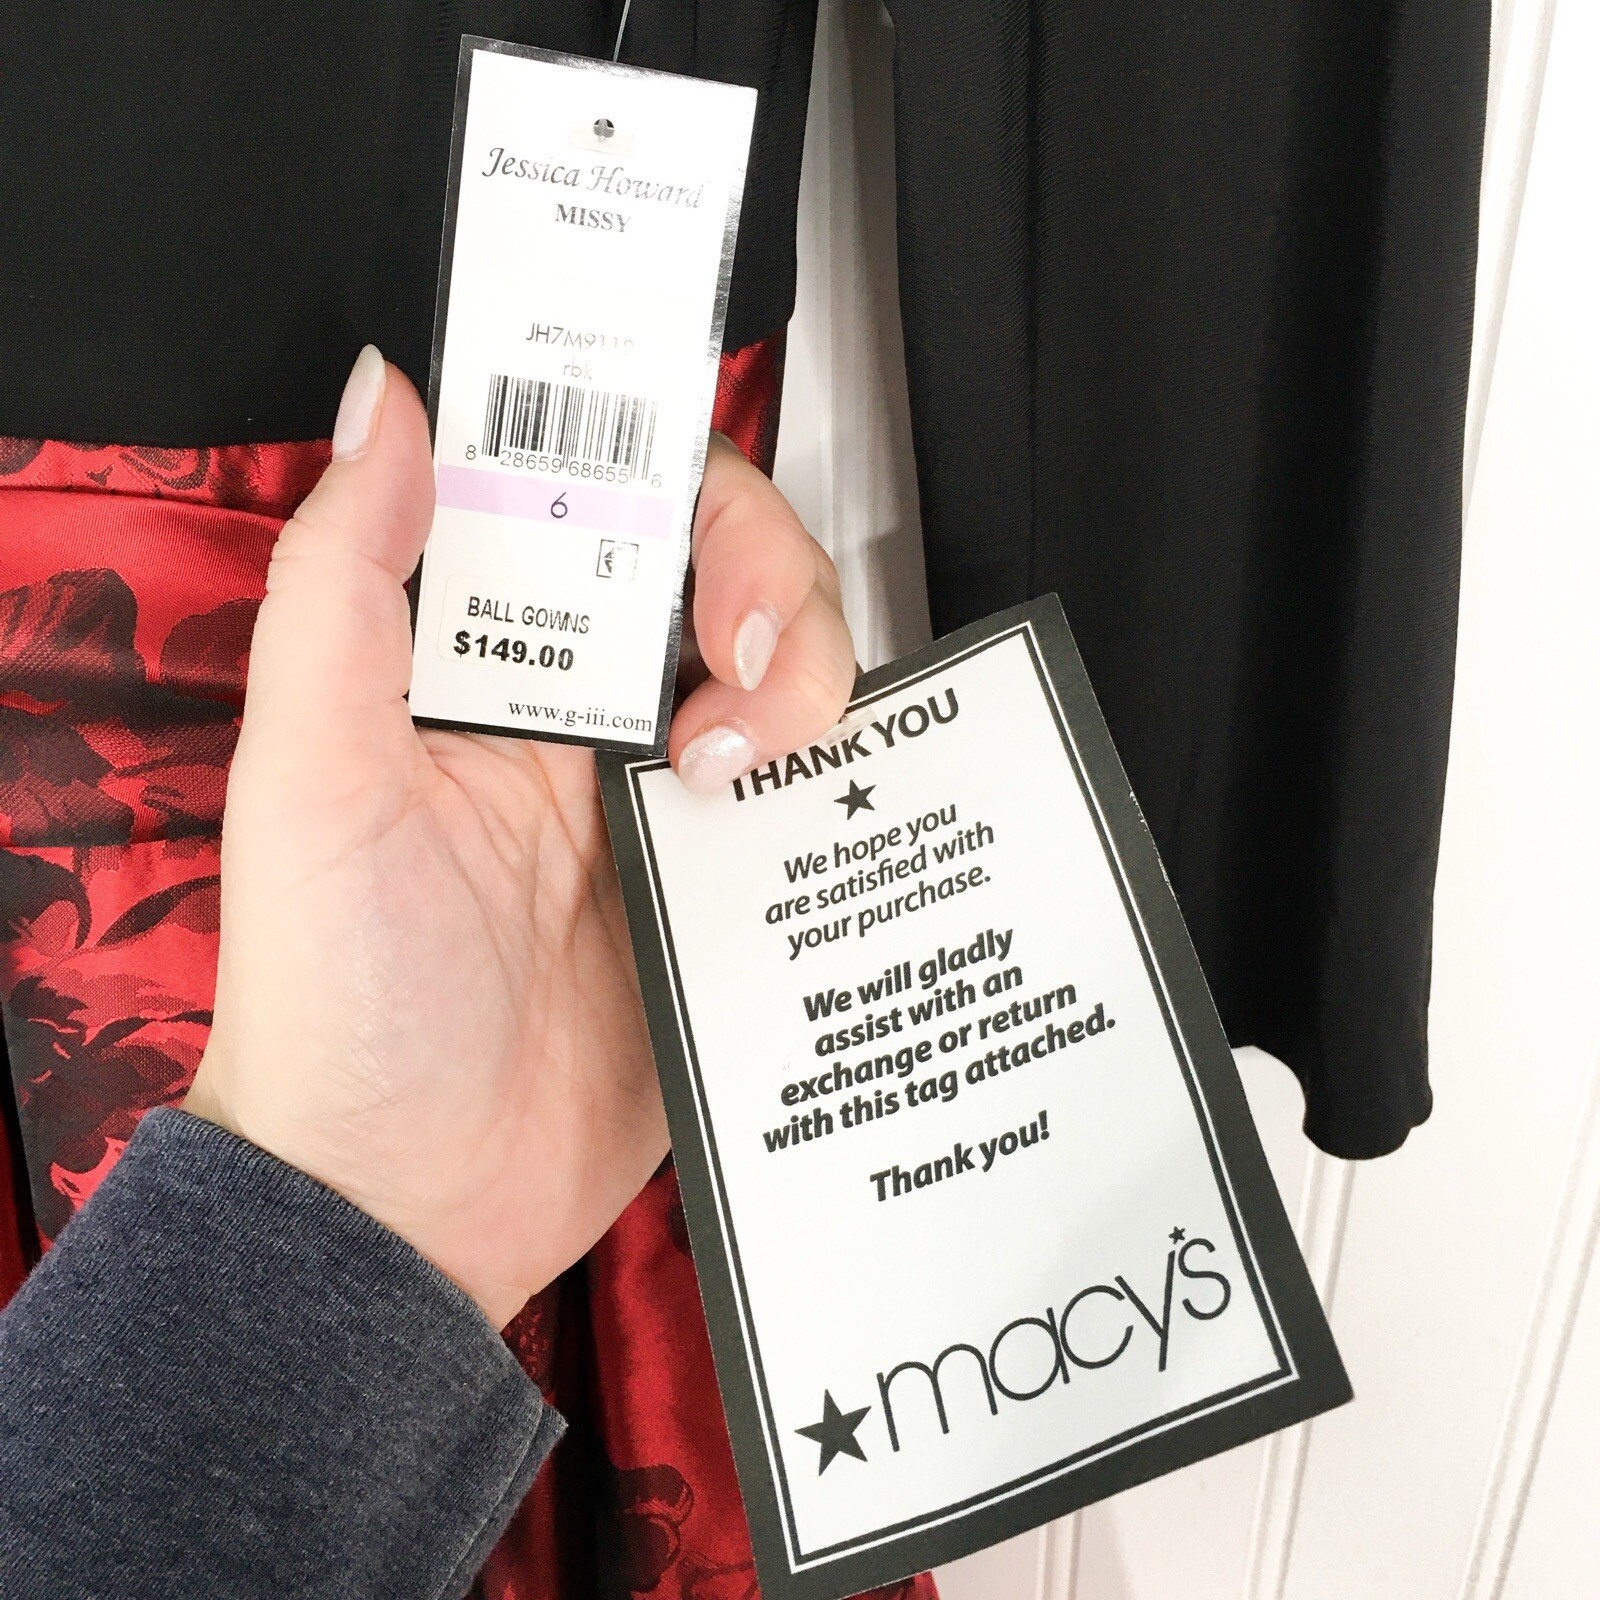 Jessica Howard
MISSY
JH7M9119
rbk
8 28659 68655 6
6
BALL GOWNS
$149.00
www.g-iii.com
THANK YOU
We hope you
are satisfied with
your purchase.
We will gladly
assist with an
exchange or return
with this tag attached.
Thank you!
macy's